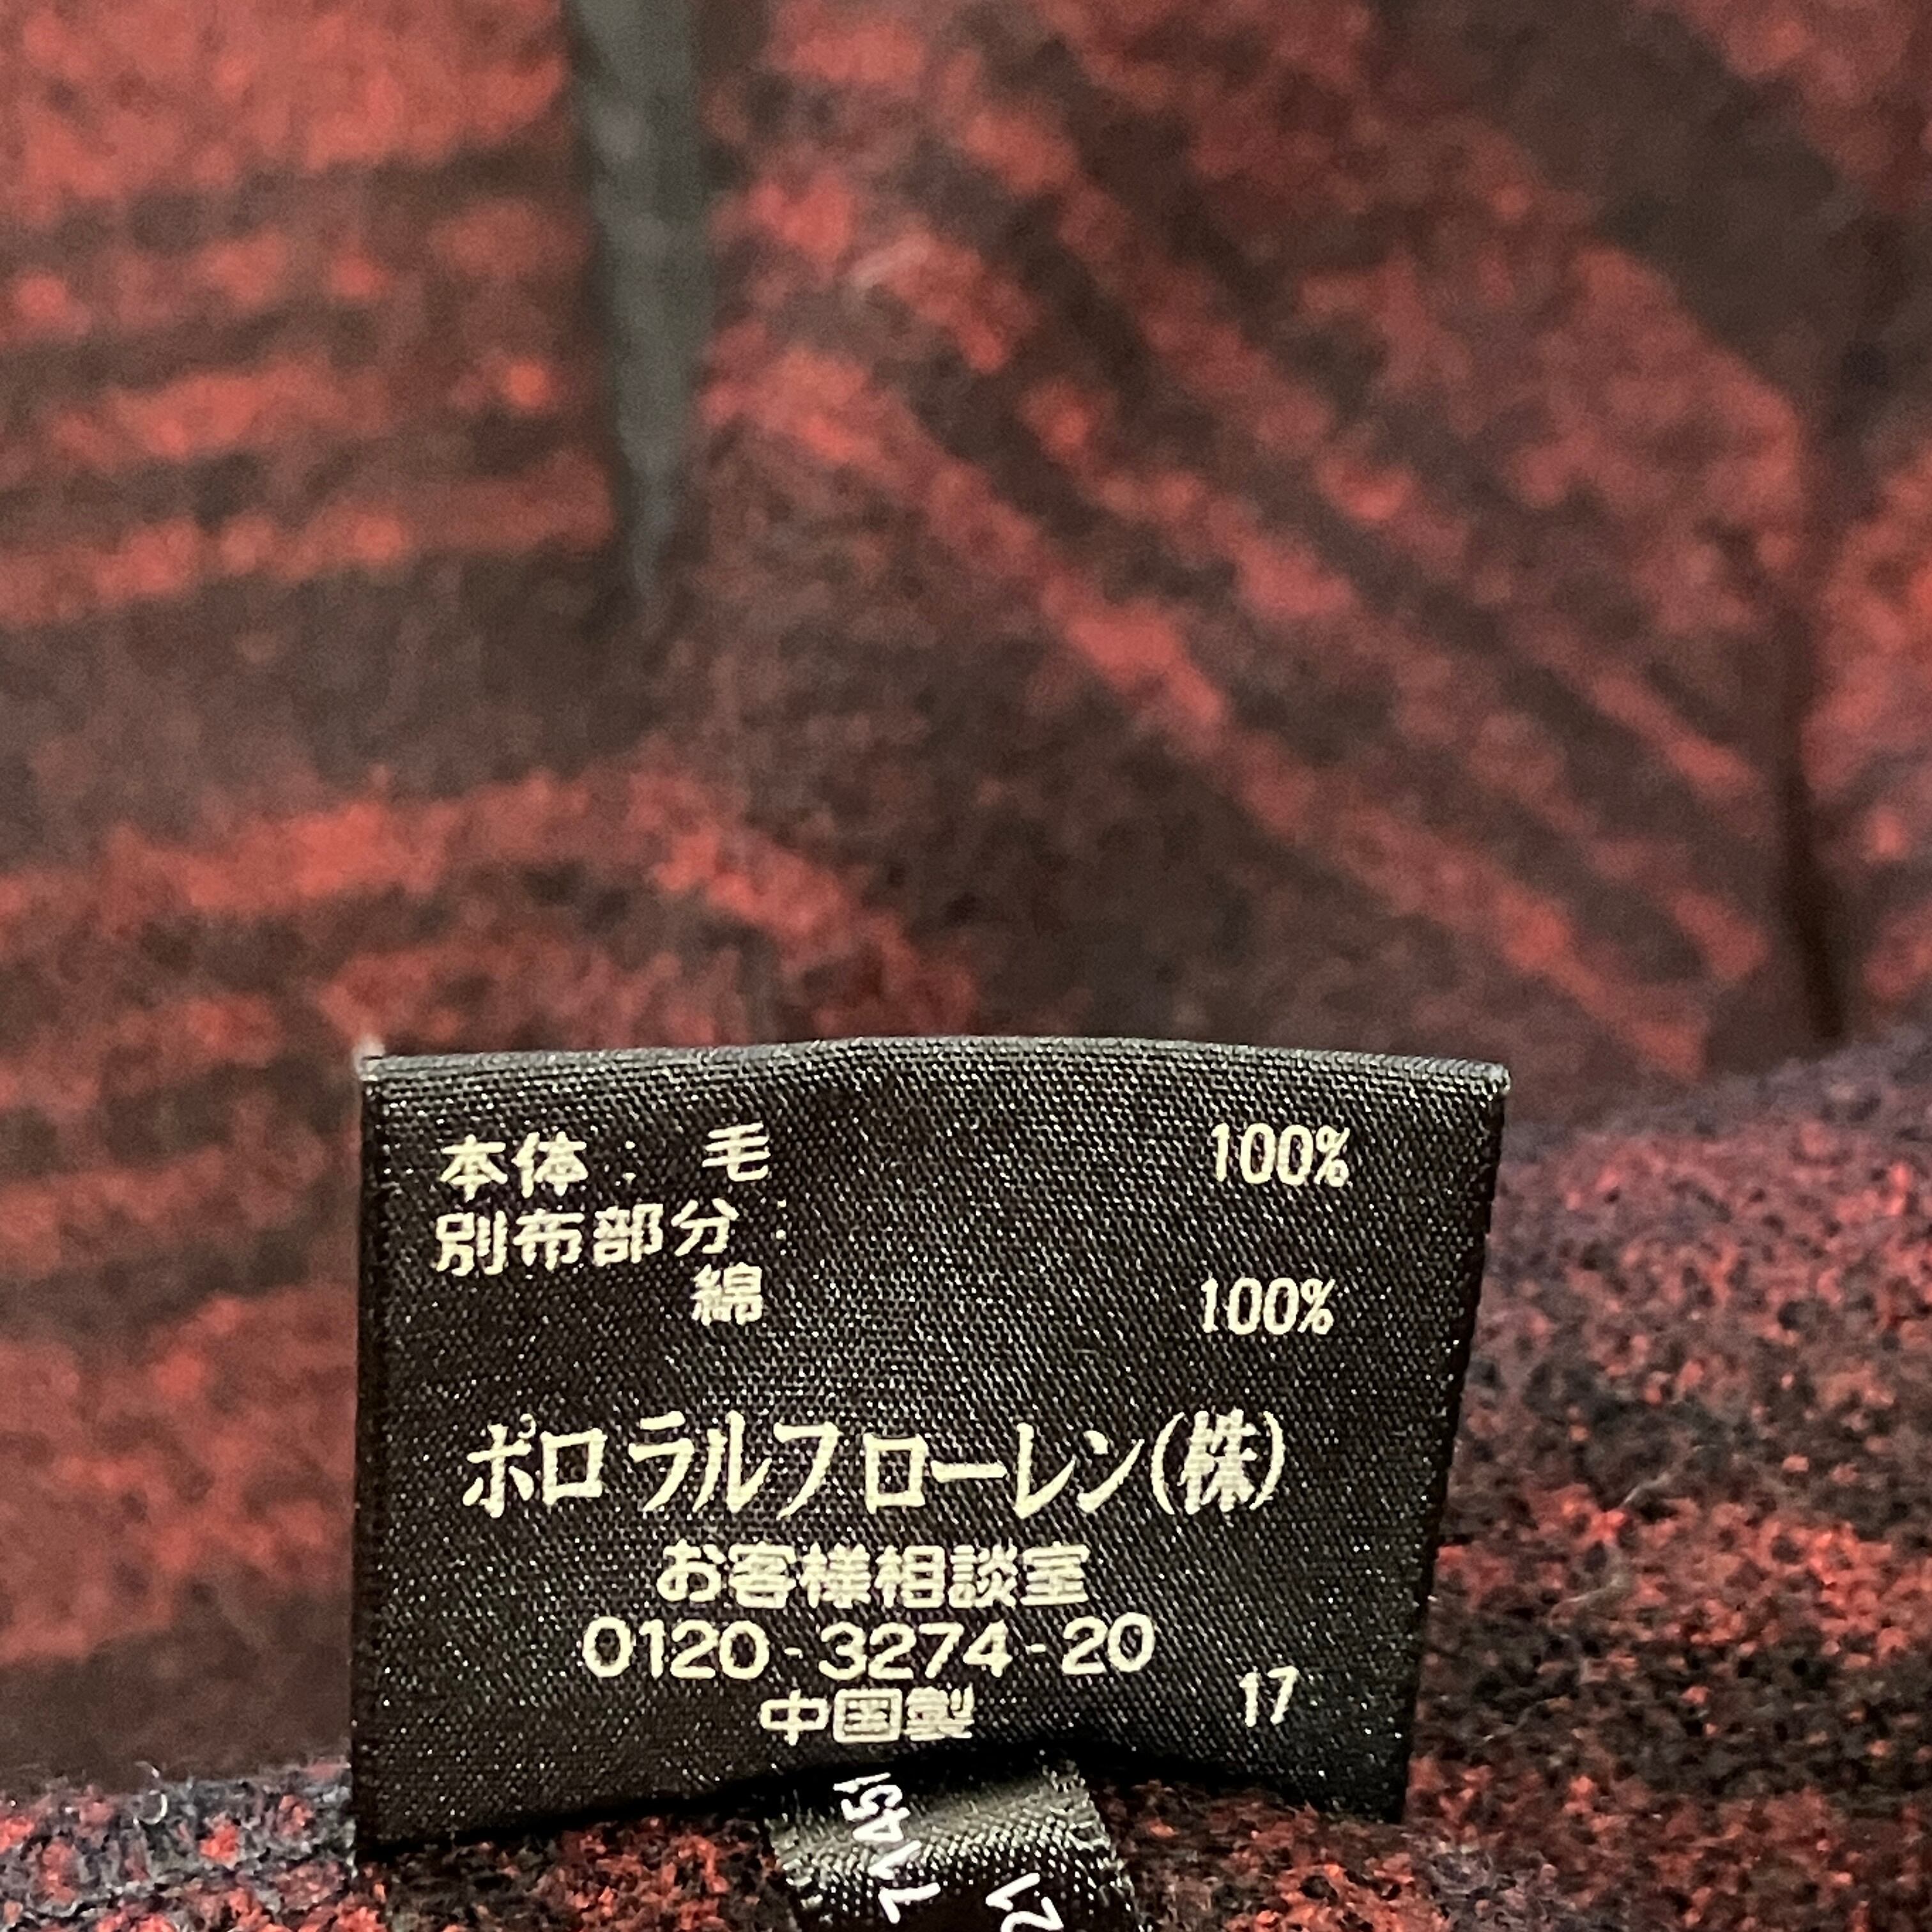 本体: 毛 100%
別布部分:
綿 100%
ポロ ラルフ ローレン(株)
お客様相談室
0120-3274-20
中国製 17